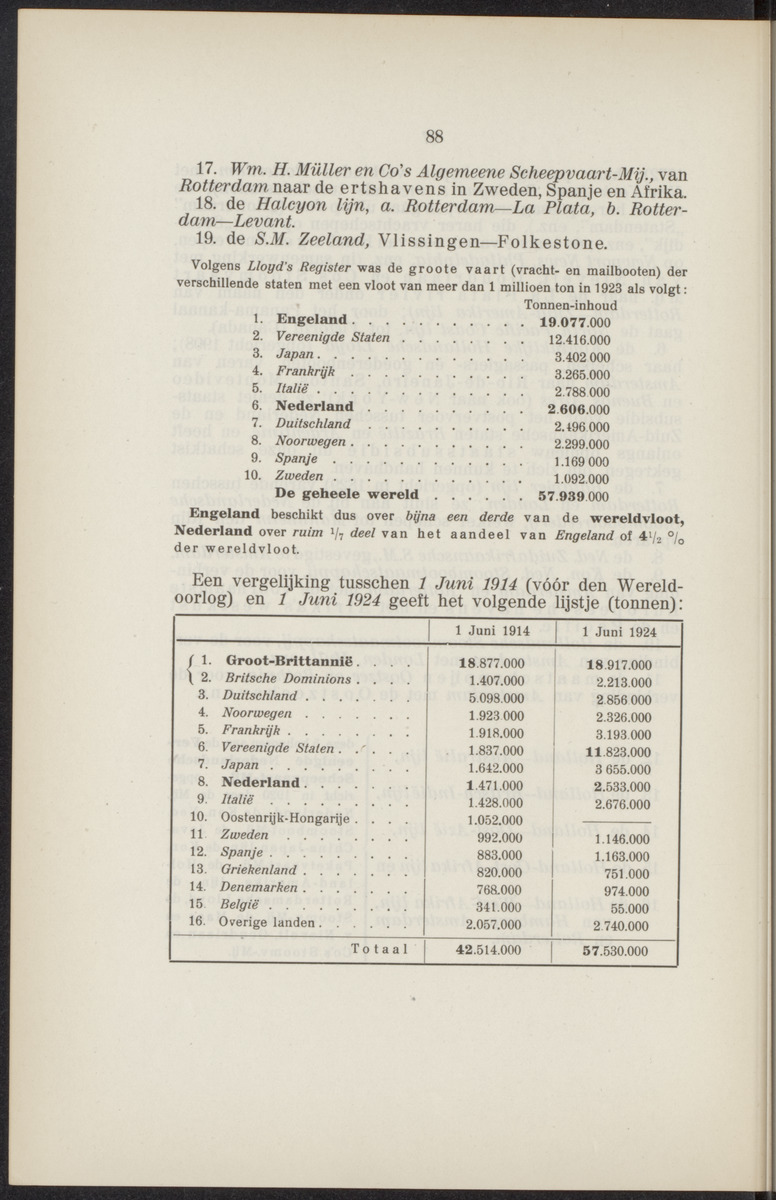 88
17. Wm. H. Müller en Co's Algemeene Scheepvaart-Mij., van
Rotterdam naar de ertshavens in Zweden, Spanje en Afrika.
18. de Halcyon lijn, a. Rotterdam—La Plata, b. Rotter-
dam—Levant.
19. de S.M. Zeeland, Vlissingen—Folkestone.
Volgens Lloyd's Register was de groote vaart (vracht- en mailbooten) der
verschillende staten met een vloot van meer dan 1 millioen ton in 1923 als volgt:
Tonnen-inhoud
1. Engeland . . . . . . . . . . 19.077.000
2. Vereenigde Staten . . . . . . . 12.416.000
3. Japan . . . . . . . . . . . . 3.402 000
4. Frankrijk . . . . . . . . . . 3.265.000
5. Italië . . . . . . . . . . . . 2.788.000
6. Nederland . . . . . . . . . . 2.606.000
7. Duitschland . . . . . . . . . 2.496.000
8. Noorwegen . . . . . . . . . . 2.299.000
9. Spanje . . . . . . . . . . . 1.169 000
10. Zweden . . . . . . . . . . . 1.092.000
De geheele wereld . . . . . . 57.939.000
Engeland beschikt dus over bijna een derde van de wereldvloot,
Nederland over ruim 1/7 deel van het aandeel van Engeland of 4 1/2 %
der wereldvloot.
Een vergelijking tusschen 1 Juni 1914 (vóór den Wereld-
oorlog) en 1 Juni 1924 geeft het volgende lijstje (tonnen):
1 Juni 1914 1 Juni 1924
1. Groot-Brittannië . . . . 18.877.000 18.917.000
2. Britsche Dominions . . . . 1.407.000 2.213.000
3. Duitschland . . . . . . . 5.098.000 2.856 000
4. Noorwegen . . . . . . . 1.923 000 2.326.000
5. Frankrijk . . . . . . . 1.918.000 3.193 000
6. Vereenigde Staten . . . . . 1.837.000 11.823.000
7. Japan . . . . . . . . . 1.642.000 3 655.000
8. Nederland . . . . . . . 1.471.000 2.533.000
9. Italië . . . . . . . . . 1.428.000 2.676.000
10. Oostenrijk-Hongarije . . . . 1.052.000 ———
11. Zweden . . . . . . . . 992.000 1.146.000
12. Spanje . . . . . . . . . 883.000 1.163.000
13. Griekenland . . . . . . . 820.000 751.000
14. Denemarken . . . . . . . 768.000 974.000
15. België . . . . . . . . . 341.000 55.000
16. Overige landen . . . . . . 2.057.000 2.740.000
Totaal 42.514.000 57.530.000